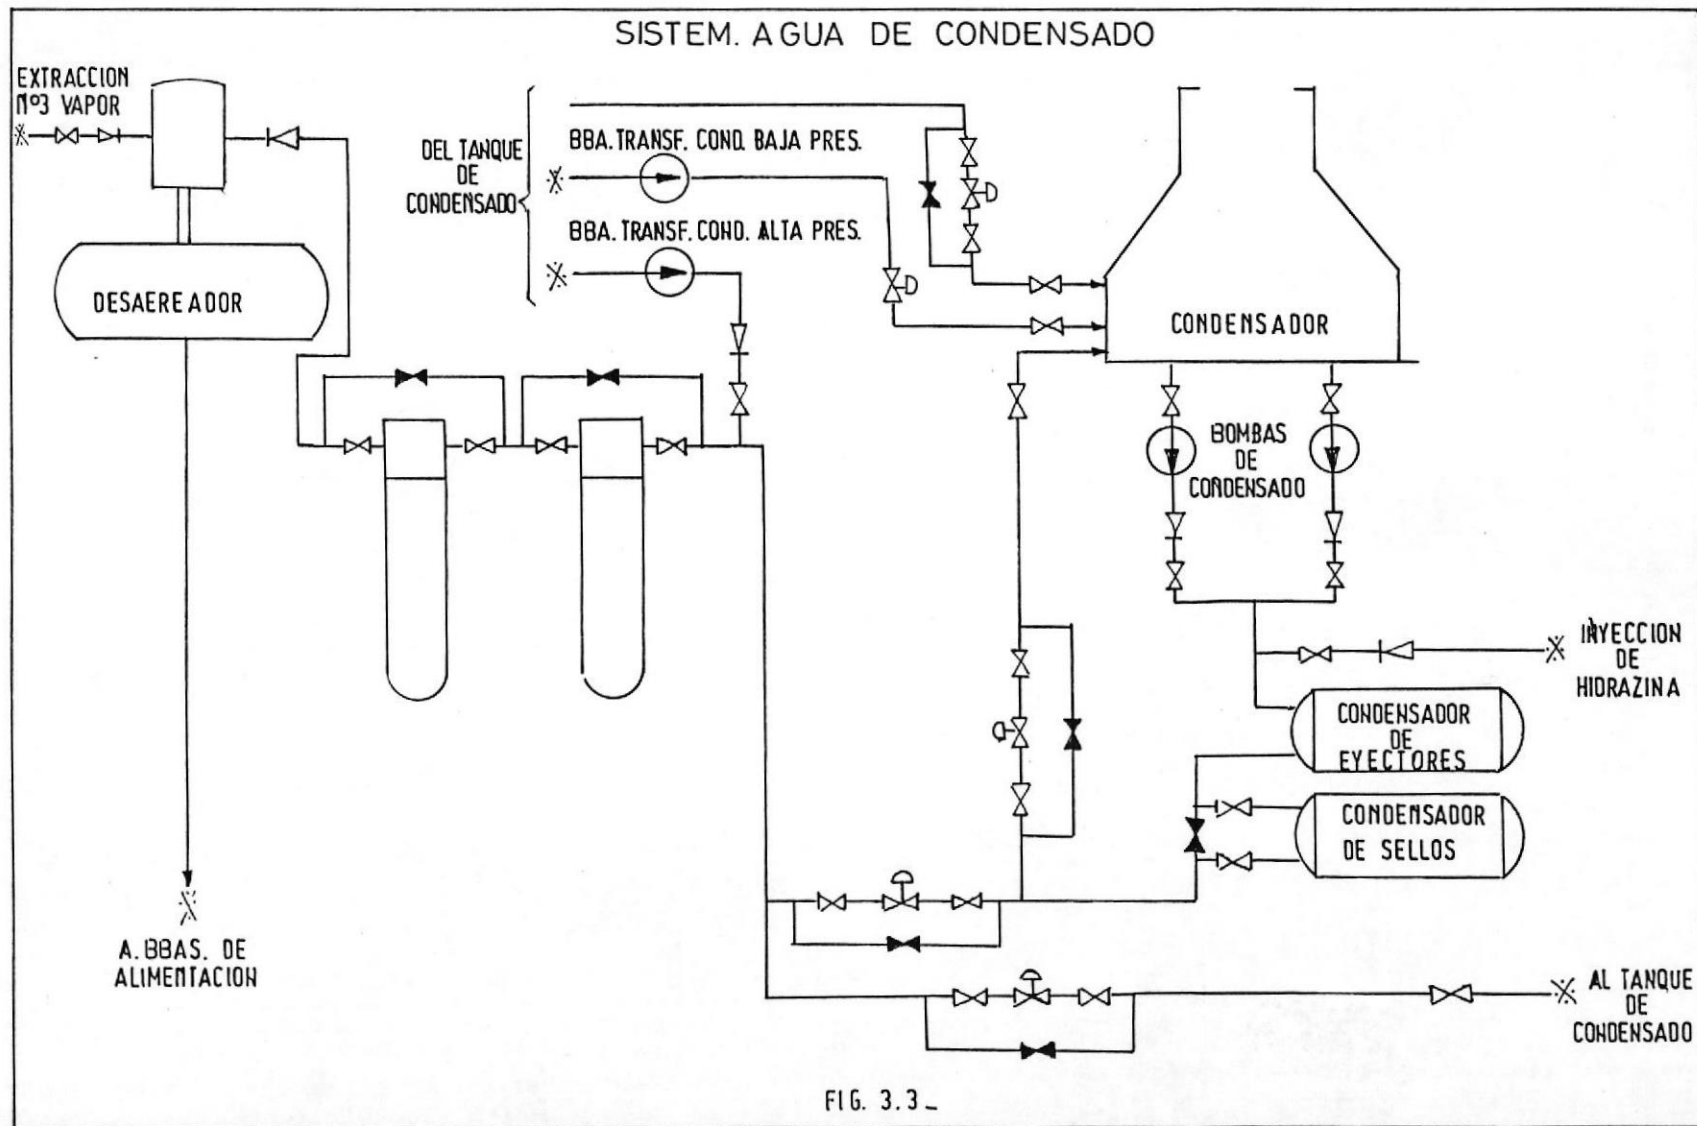 SISTEM. AGUA DE CONDENSADO
EXTRACCION
Nº3 VAPOR
DESAEREADOR
A. BBAS. DE
ALIMENTACION
DEL TANQUE
DE
CONDENSADO
BBA. TRANSF. COND. BAJA PRES.
BBA. TRANSF. COND. ALTA PRES.
CONDENSADOR
BOMBAS
DE
CONDENSADO
INYECCION
DE
HIDRAZINA
CONDENSADOR
DE
EYECTORES
CONDENSADOR
DE SELLOS
AL TANQUE
DE
CONDENSADO
FIG. 3.3_